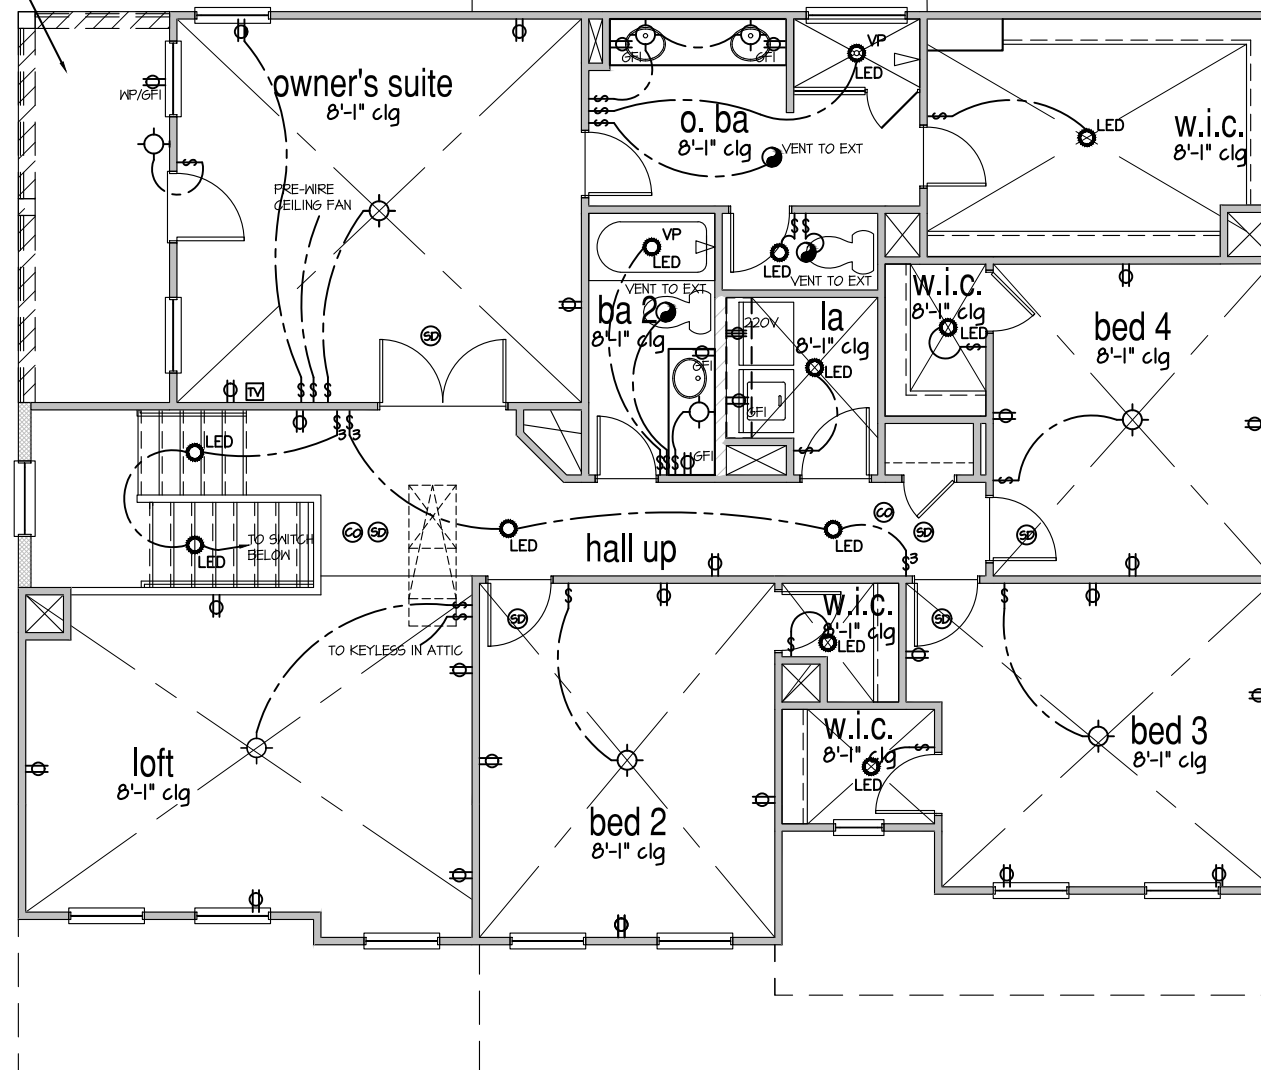 GFI
GFI
VP
LED
owner's suite
8'-1" clg
WP/GFI
$
$
$
o. ba
8'-1" clg
VENT TO EXT
$
LED
w.i.c.
8'-1" clg
$
PRE-WIRE
CEILING FAN
VP
LED
$ $
LED
VENT TO EXT
VENT TO EXT
ba 2
8'-1" clg
220V
la
8'-1" clg
LED
w.i.c.
8'-1" clg
LED
$
bed 4
8'-1" clg
SD
GFI
GFI
TV
$ $ $
$3 $3
LED
$ $ $ $
GFI
$
$
CO SD
TO SWITCH
BELOW
LED
LED
hall up
LED
CO
SD
SD
$3
$
$
TO KEYLESS IN ATTIC
SD
$
w.i.c.
8'-1" clg
$
LED
SD
$
loft
8'-1" clg
bed 2
8'-1" clg
w.i.c.
8'-1" clg
$
LED
bed 3
8'-1" clg